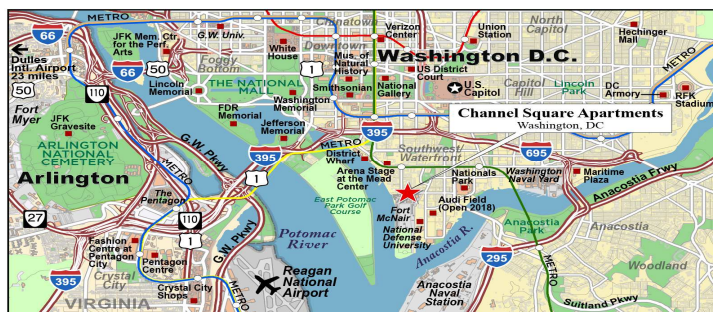 METRO
66
JFK Mem. Ctr.
for the Perf.
Arts
G.W. Univ.
Chinatown
Verizon
Center
Union
Station
North
Capitol
Hechinger
Mall
METRO
Dulles
Intl. Airport
23 miles
50
110
66
50
Foggy
Bottom
White
House
Downtown
1
Mus. of
Natural
History
Washington D.C.
US District
Court
U.S.
Capitol
Capitol
Hill
Lincoln
Park
DC
Armory
RFK
Stadium
Fort
Myer
Lincoln
Memorial
THE NATIONAL
MALL
Smithsonian
National
Gallery
Washington
Memorial
FDR
Memorial
Jefferson
Memorial
JFK
Gravesite
ARLINGTON
NATIONAL
CEMETERY
Arlington
G.W. Pkwy
METRO
395
METRO
395
Channel Square Apartments
Washington, DC
Southwest/
Waterfront
695
Washington
Naval Yard
Maritime
Plaza
Anacostia Frwy
District
Wharf
Arena Stage
at the Mead
Center
1
The
Pentagon
27
110
1
East Potomac
Park Golf
Course
Nationals
Park
Audi Field
(Open 2018)
Fort
McNair
National
Defense
University
Anacostia
Park
Anacostia
Anacostia R.
Fashion
Centre at
Pentagon
City
Pentagon
Centre
G.W. Pkwy
Potomac
River
295
METRO
Woodland
Crystal
City
395
Crystal City
Shops
METRO
Reagan
National
Airport
Anacostia
Naval
Station
Suitland Pkwy
VIRGINIA